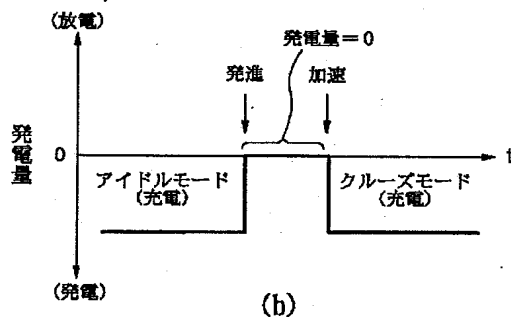 (放電)
発電量＝0
発進
加速
発電量
0
t
アイドルモード
(充電)
クルーズモード
(充電)
(発電)
(b)